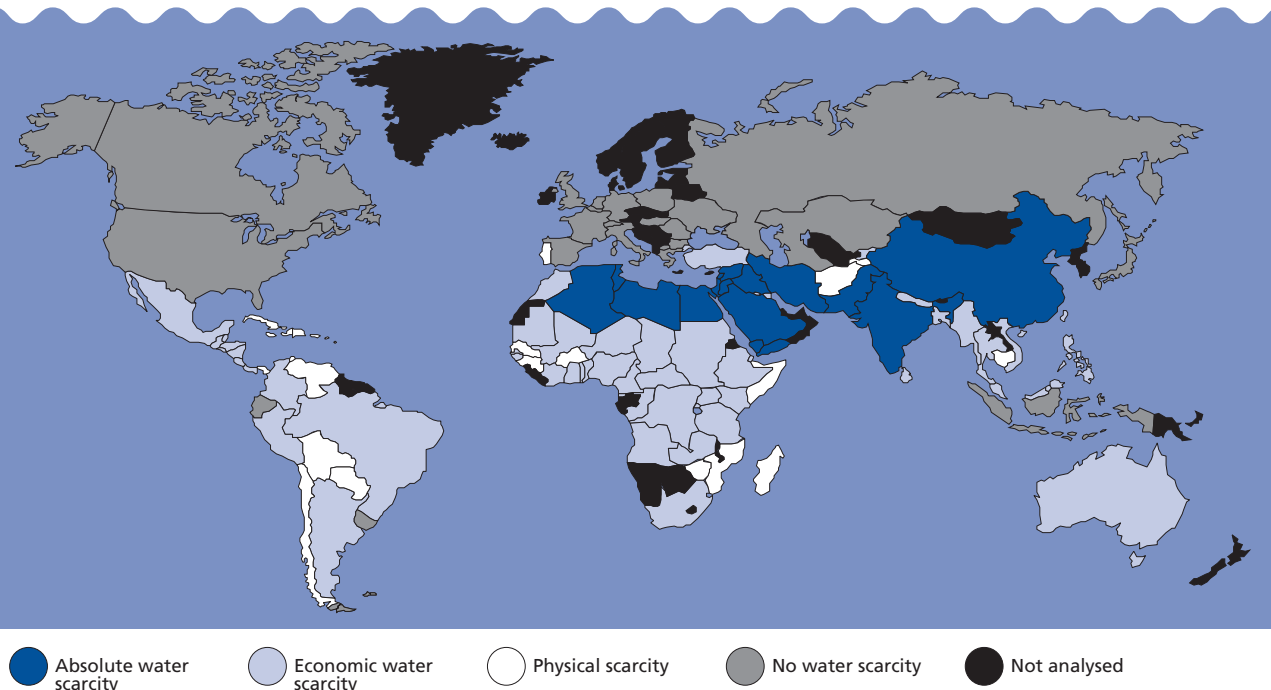 Absolute water
scarcity
Economic water
scarcity
Physical scarcity
No water scarcity
Not analysed